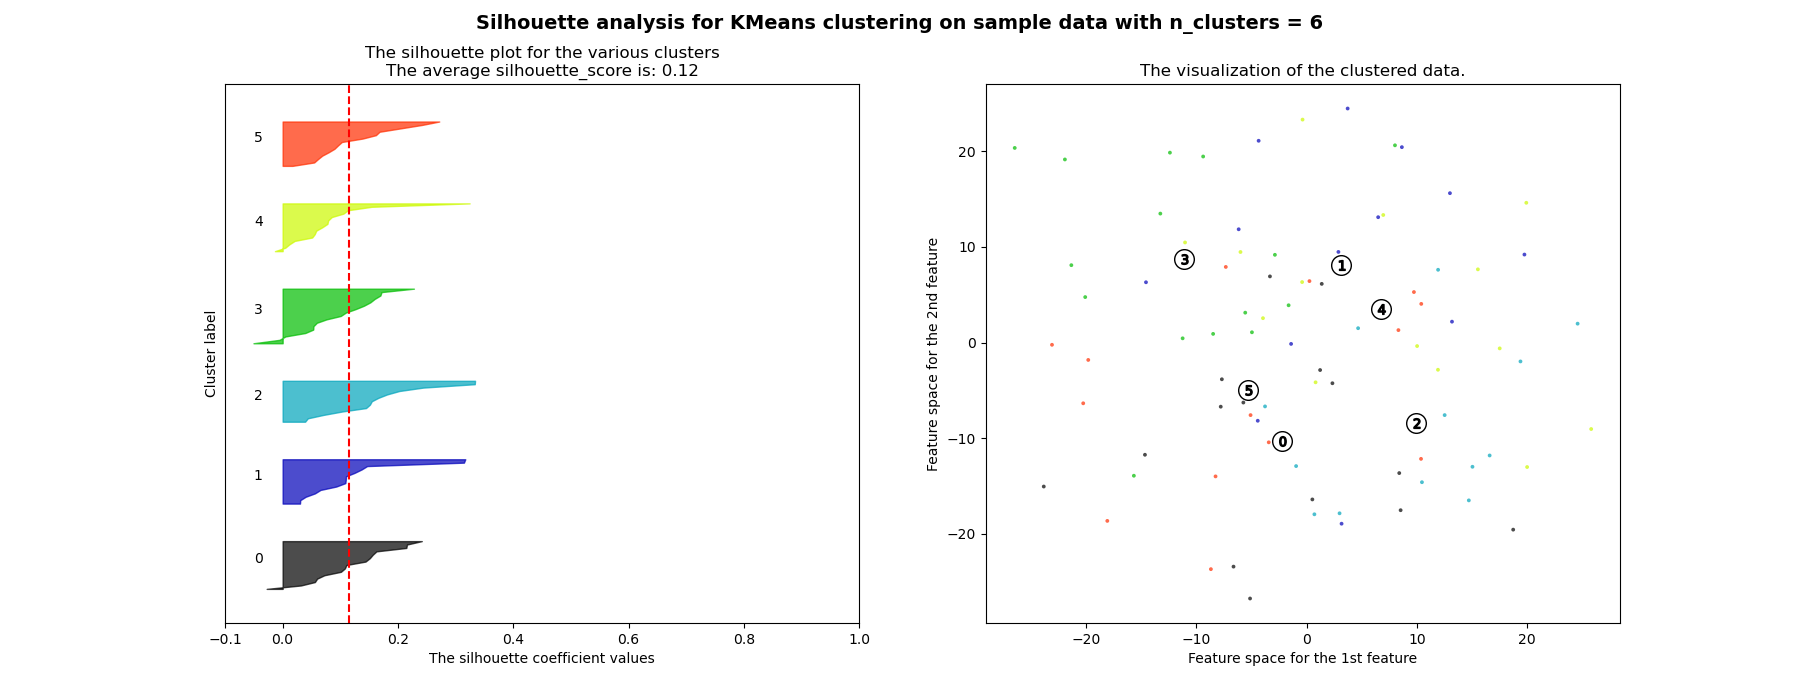 Silhouette analysis for KMeans clustering on sample data with n_clusters = 6
The silhouette plot for the various clusters
The average silhouette_score is: 0.12
5
4
3
2
1
0
Cluster label
−0.1 0.0 0.2 0.4 0.6 0.8 1.0
The silhouette coefficient values
The visualization of the clustered data.
20
10
0
−10
−20
Feature space for the 2nd feature
3
1
4
5
2
0
−20 −10 0 10 20
Feature space for the 1st feature